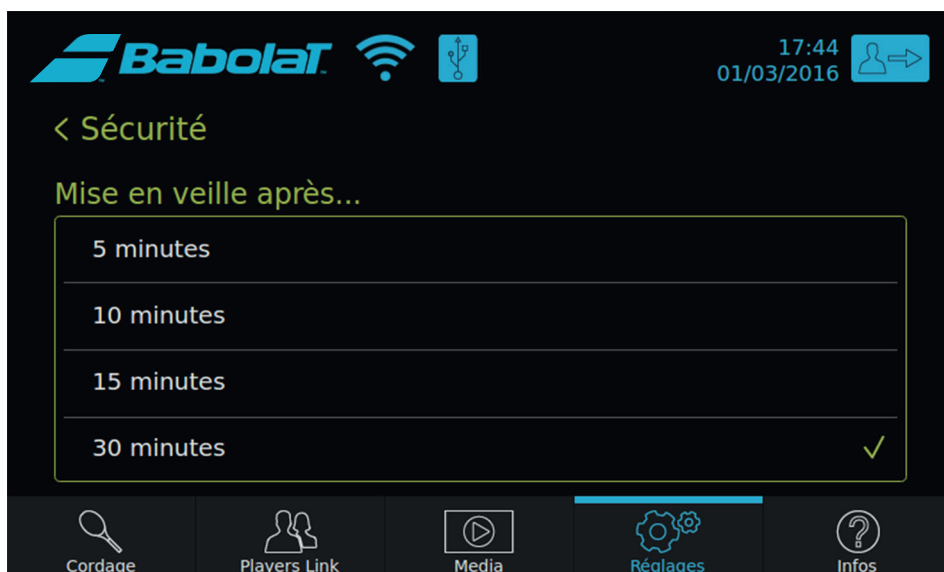 BabolaT
17:44
01/03/2016
< Sécurité
Mise en veille après...
5 minutes
10 minutes
15 minutes
30 minutes
Cordage
Players Link
Media
Réglages
Infos